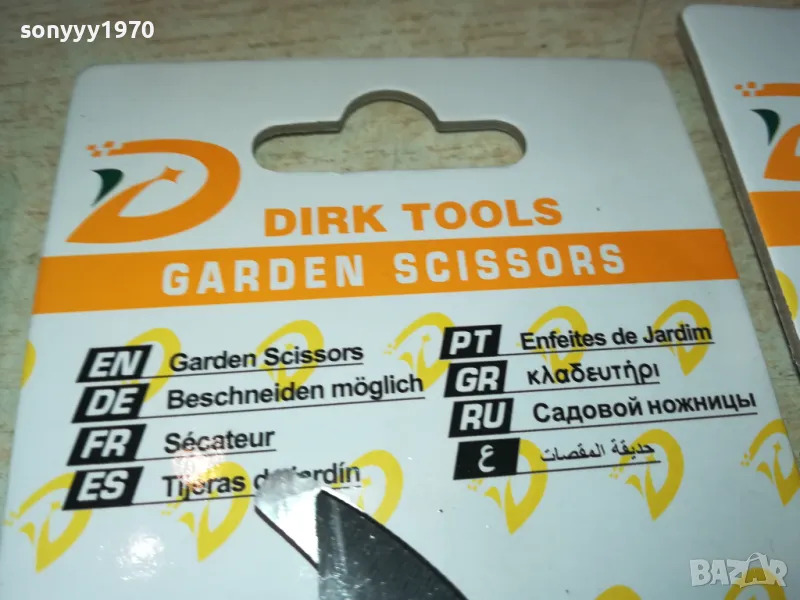 sonyyy1970
DIRK TOOLS
GARDEN SCISSORS
EN Garden Scissors
DE Beschneiden möglich
FR Sécateur
ES Tijeras de Jardín
PT Enfeites de Jardim
GR κλαδευτήρι
RU Садовой ножницы
ع حديقة المقصات
BAZAR